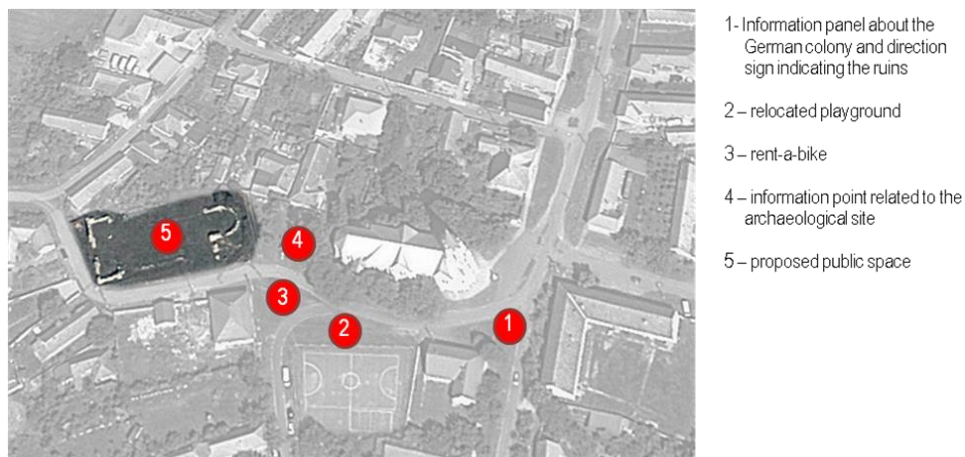 1- Information panel about the
German colony and direction
sign indicating the ruins
2 – relocated playground
3 – rent-a-bike
4 – information point related to the
archaeological site
5 – proposed public space
5
4
3
2
1